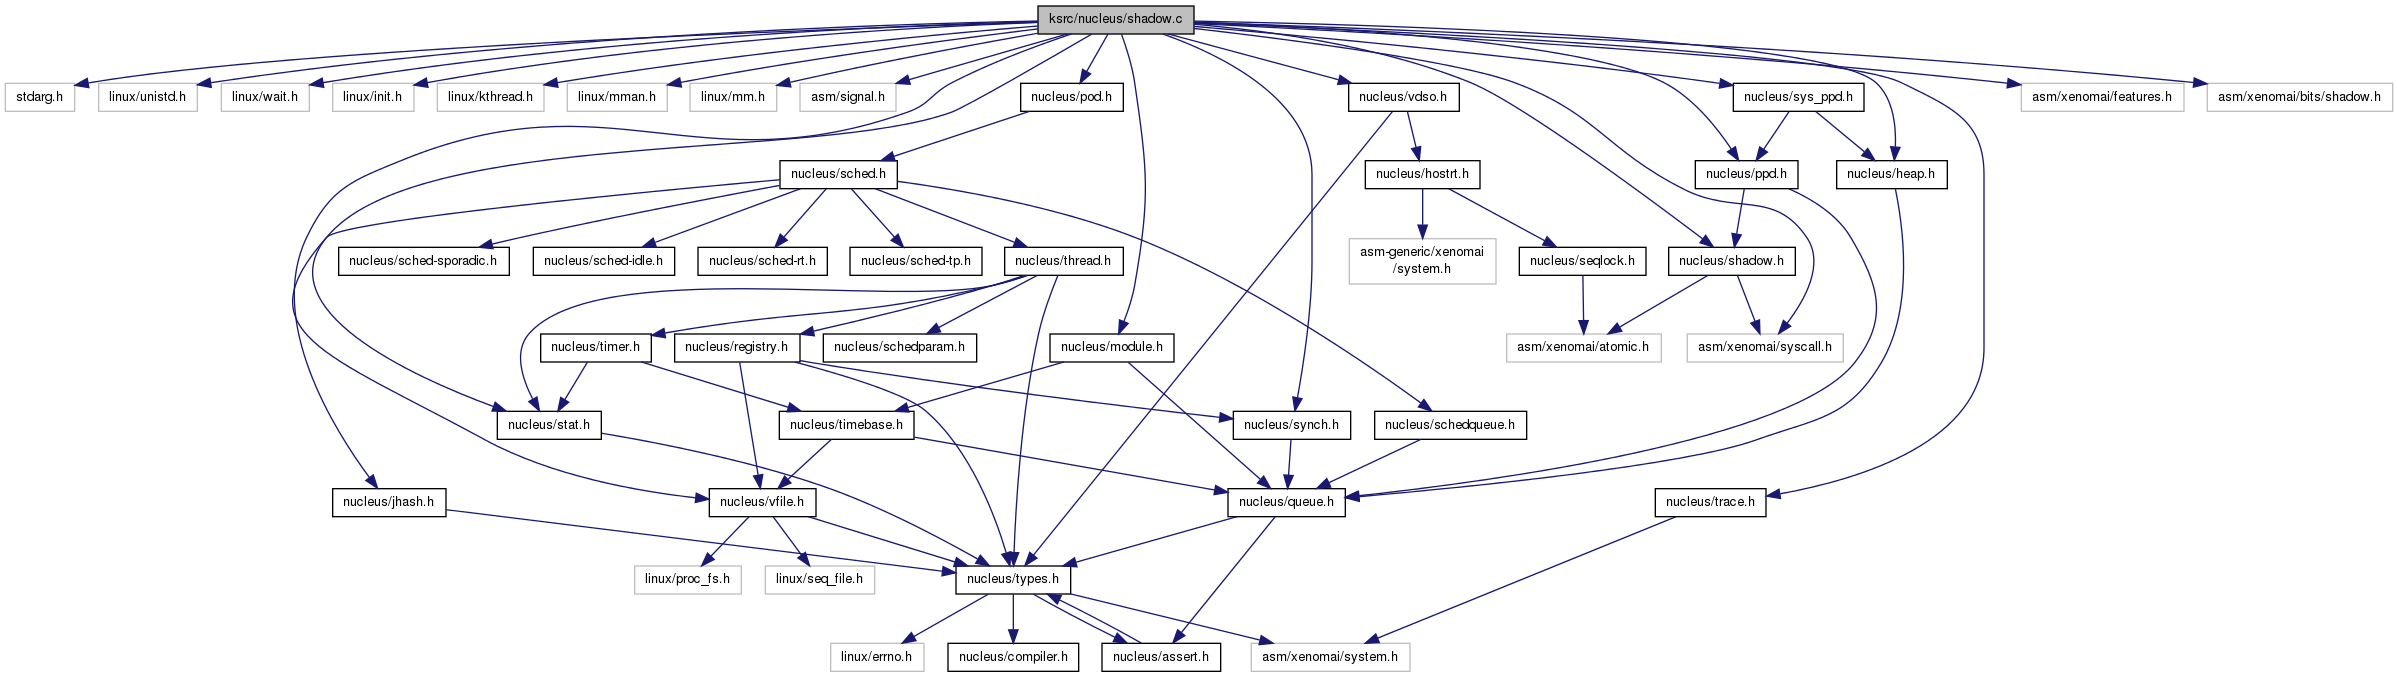 ksrc/nucleus/shadow.c
stdarg.h
linux/unistd.h
linux/wait.h
linux/init.h
linux/kthread.h
linux/mman.h
linux/mm.h
asm/signal.h
nucleus/pod.h
nucleus/vdso.h
nucleus/sys_ppd.h
asm/xenomai/features.h
asm/xenomai/bits/shadow.h
nucleus/sched.h
nucleus/hostrt.h
nucleus/ppd.h
nucleus/heap.h
nucleus/sched-sporadic.h
nucleus/sched-idle.h
nucleus/sched-rt.h
nucleus/sched-tp.h
nucleus/thread.h
asm-generic/xenomai
/system.h
nucleus/seqlock.h
nucleus/shadow.h
nucleus/timer.h
nucleus/registry.h
nucleus/schedparam.h
nucleus/module.h
asm/xenomai/atomic.h
asm/xenomai/syscall.h
nucleus/stat.h
nucleus/timebase.h
nucleus/synch.h
nucleus/schedqueue.h
nucleus/jhash.h
nucleus/vfile.h
nucleus/queue.h
nucleus/trace.h
linux/proc_fs.h
linux/seq_file.h
nucleus/types.h
linux/errno.h
nucleus/compiler.h
nucleus/assert.h
asm/xenomai/system.h